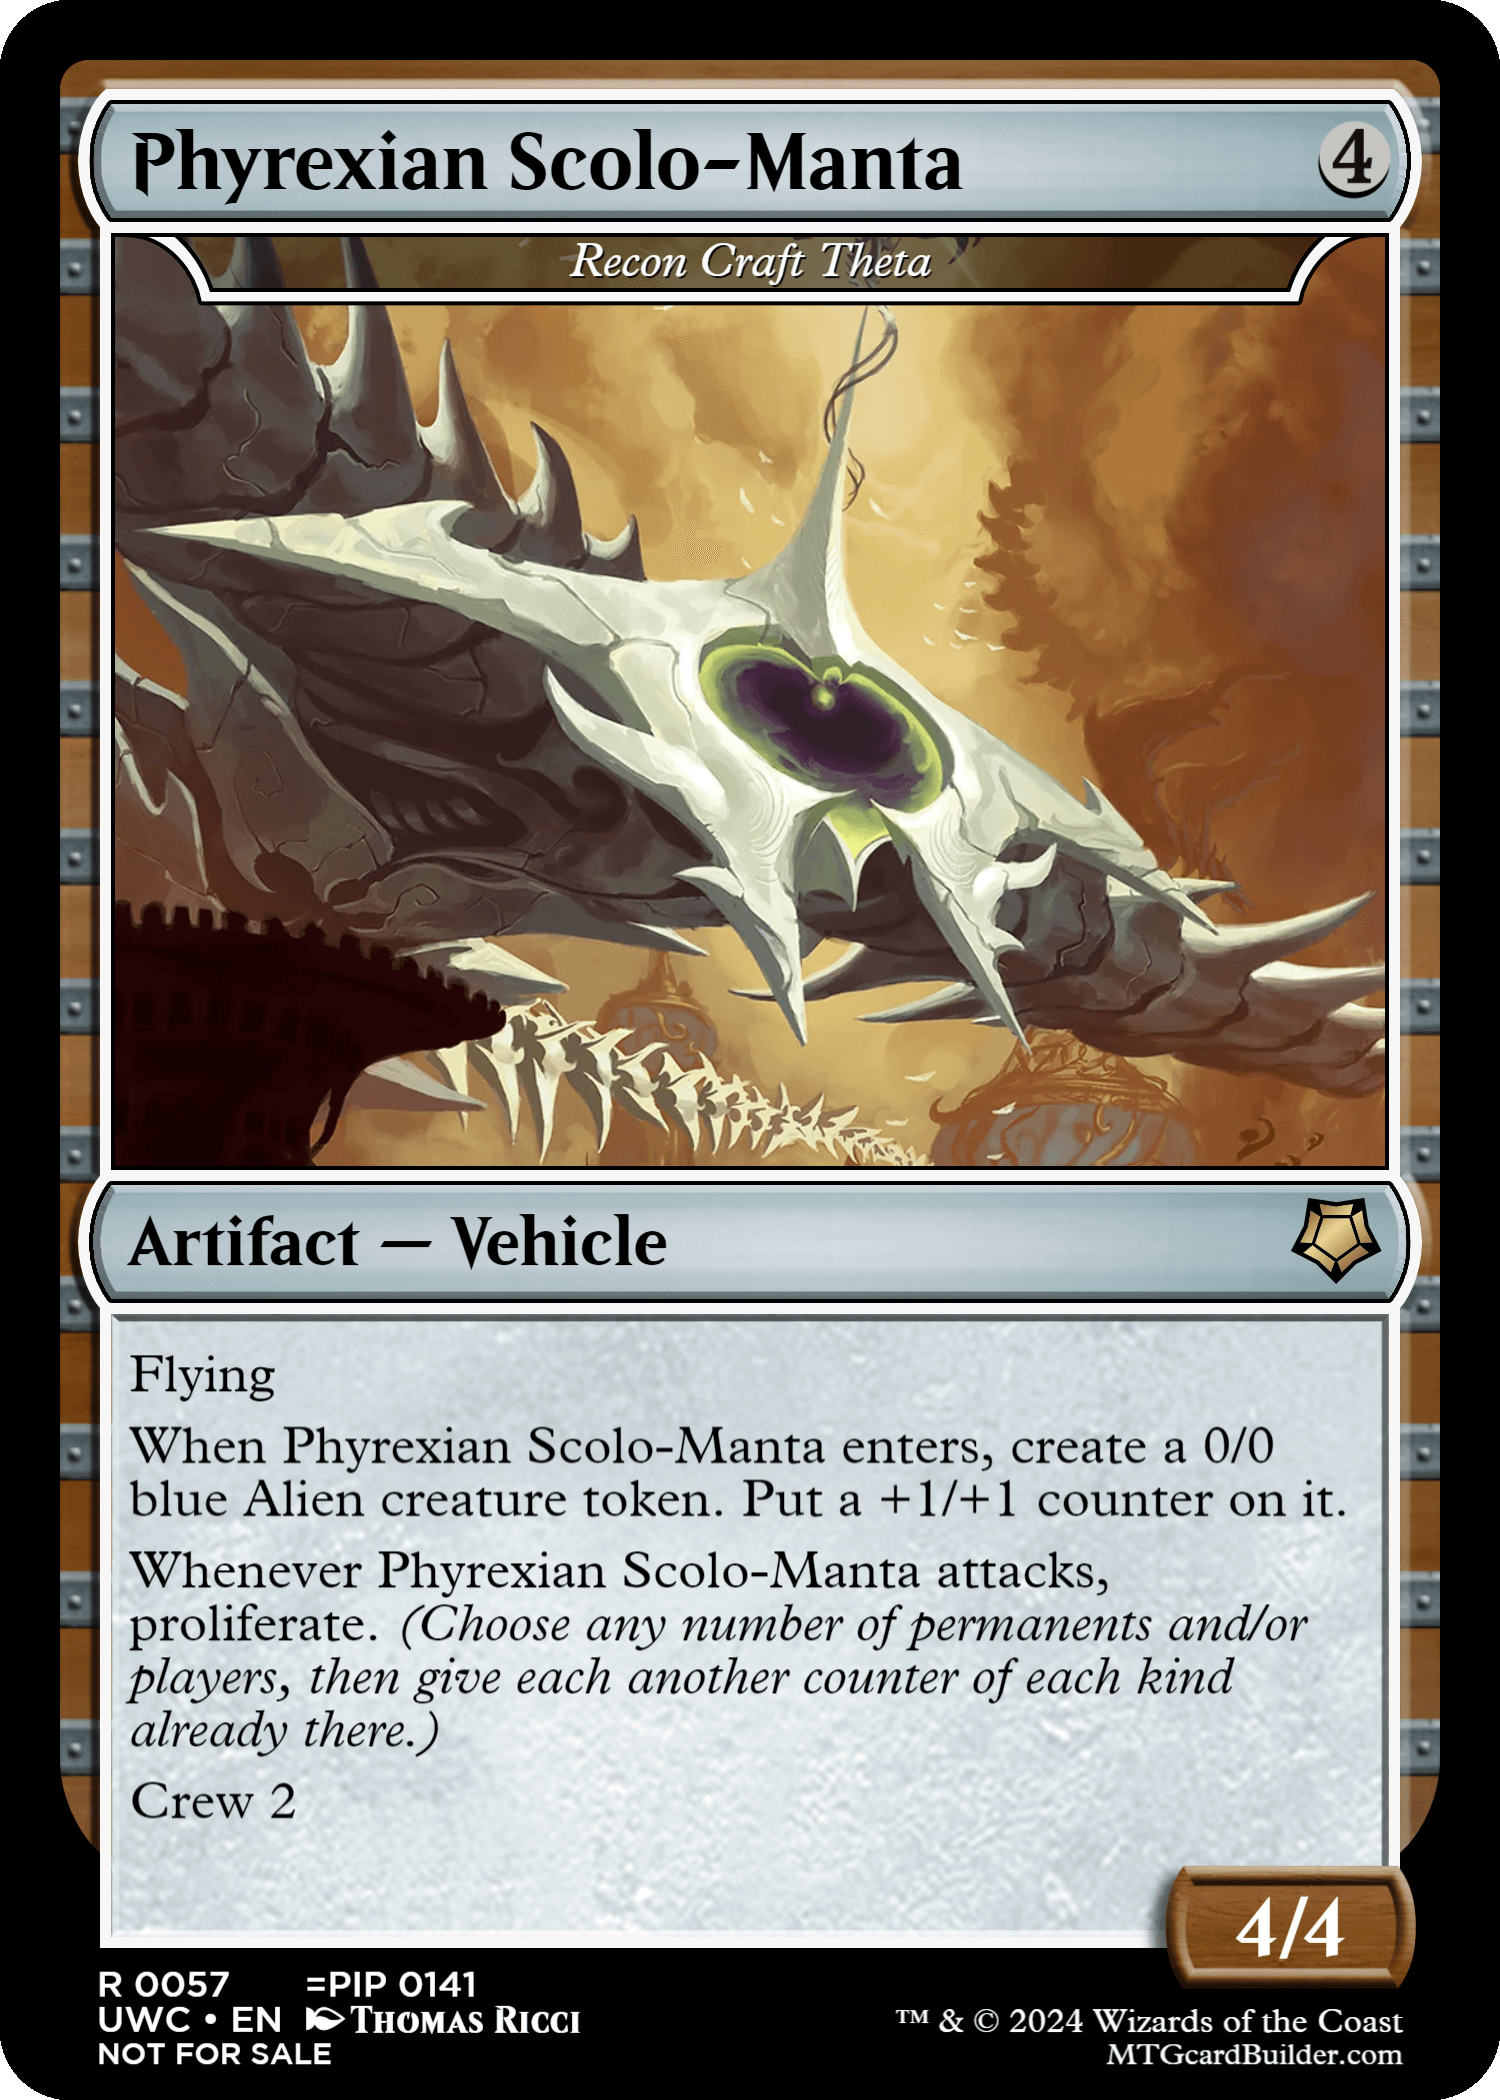 Phyrexian Scolo-Manta 4
Recon Craft Theta
Artifact — Vehicle
Flying
When Phyrexian Scolo-Manta enters, create a 0/0
blue Alien creature token. Put a +1/+1 counter on it.
Whenever Phyrexian Scolo-Manta attacks,
proliferate. (Choose any number of permanents and/or
players, then give each another counter of each kind
already there.)
Crew 2
4/4
R 0057 =PIP 0141
UWC • EN Thomas Ricci
NOT FOR SALE
™ & © 2024 Wizards of the Coast
MTGcardBuilder.com